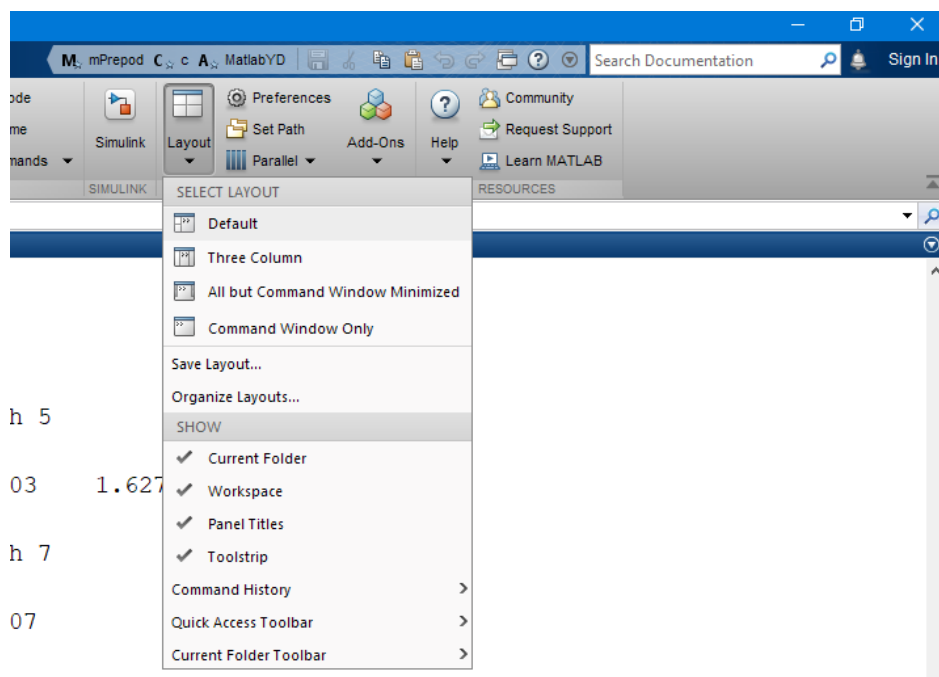 M mPrepod C c A MatlabYD Search Documentation Sign In
ode Preferences Community
me Set Path Request Support
Simulink Layout Add-Ons Help
mands Parallel Learn MATLAB
SIMULINK RESOURCES
SELECT LAYOUT
Default
Three Column
All but Command Window Minimized
Command Window Only
Save Layout...
Organize Layouts...
h 5
SHOW
Current Folder
03 1.627
Workspace
Panel Titles
h 7
Toolstrip
Command History
07
Quick Access Toolbar
Current Folder Toolbar